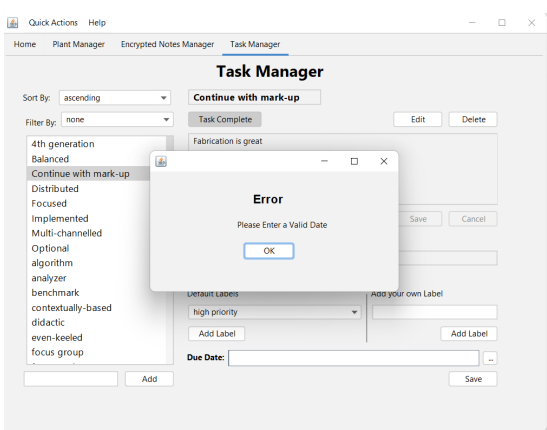 Quick Actions Help
Home Plant Manager Encrypted Notes Manager Task Manager
Task Manager
Sort By: ascending
Continue with mark-up
Filter By: none
Task Complete Edit Delete
4th generation
Balanced
Continue with mark-up
Distributed
Focused
Implemented
Multi-channelled
Optional
algorithm
analyzer
benchmark
contextually-based
didactic
even-keeled
focus group
Fabrication is great
Error
Please Enter a Valid Date
OK
Save Cancel
Default Labels Add your own Label
high priority
Add Label Add Label
Due Date: ...
Add Save